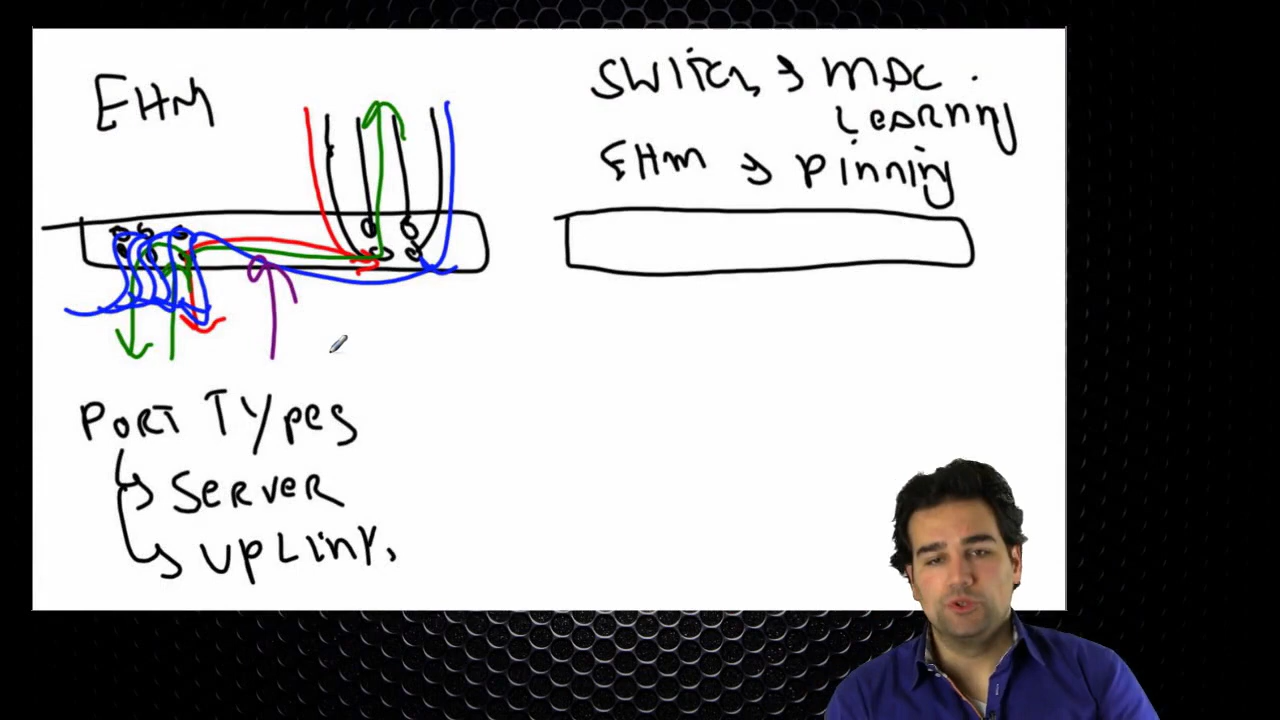 EHM
SWITCH → MAC
LEARNING
EHM → Pinning
PORT TYPES
↳ SERVER
↳ UPLINK